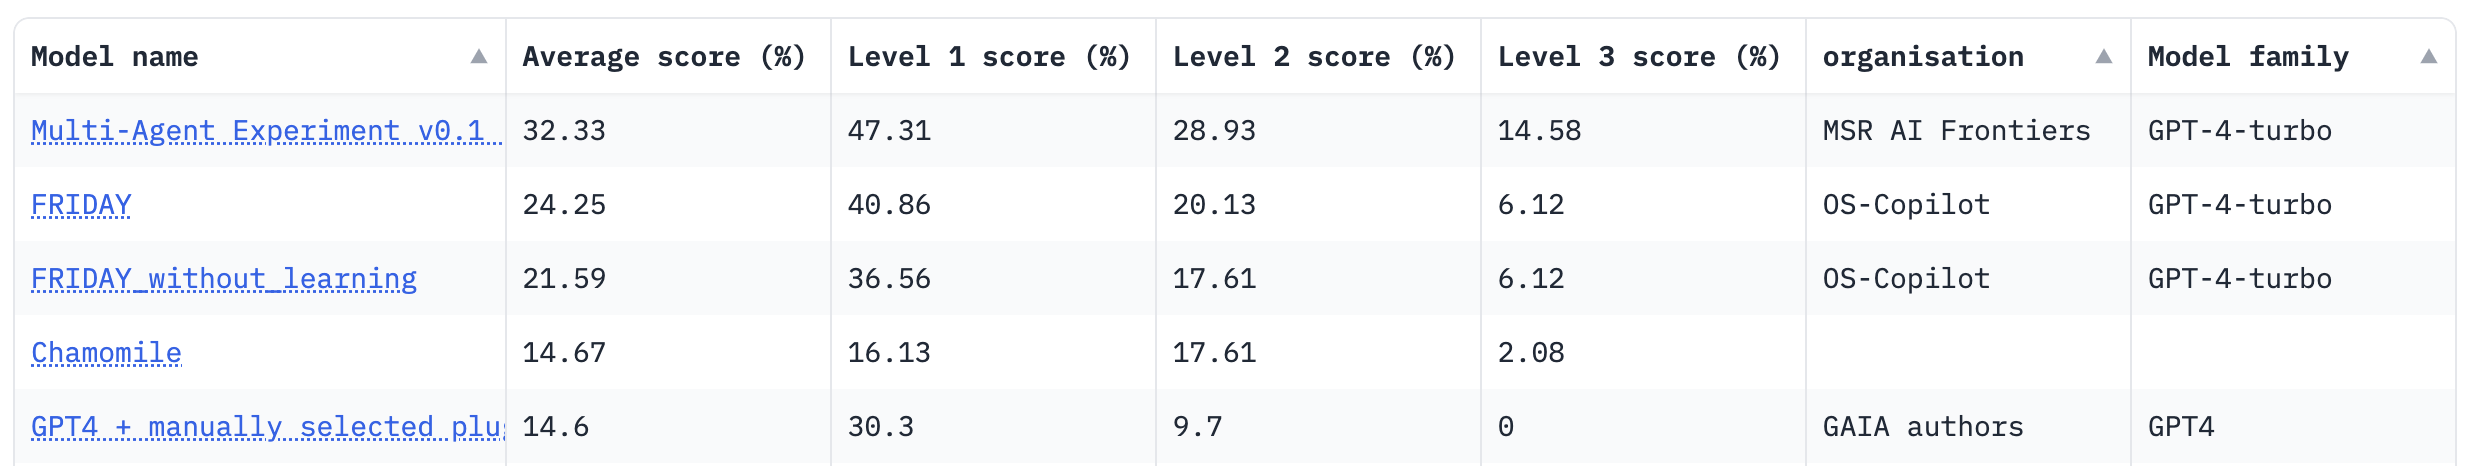 Model name ▲ Average score (%) Level 1 score (%) Level 2 score (%) Level 3 score (%) organisation ▲ Model family ▲
Multi-Agent Experiment v0.1 32.33 47.31 28.93 14.58 MSR AI Frontiers GPT-4-turbo
FRIDAY 24.25 40.86 20.13 6.12 OS-Copilot GPT-4-turbo
FRIDAY_without_learning 21.59 36.56 17.61 6.12 OS-Copilot GPT-4-turbo
Chamomile 14.67 16.13 17.61 2.08
GPT4 + manually selected 14.6 30.3 9.7 0 GAIA authors GPT4